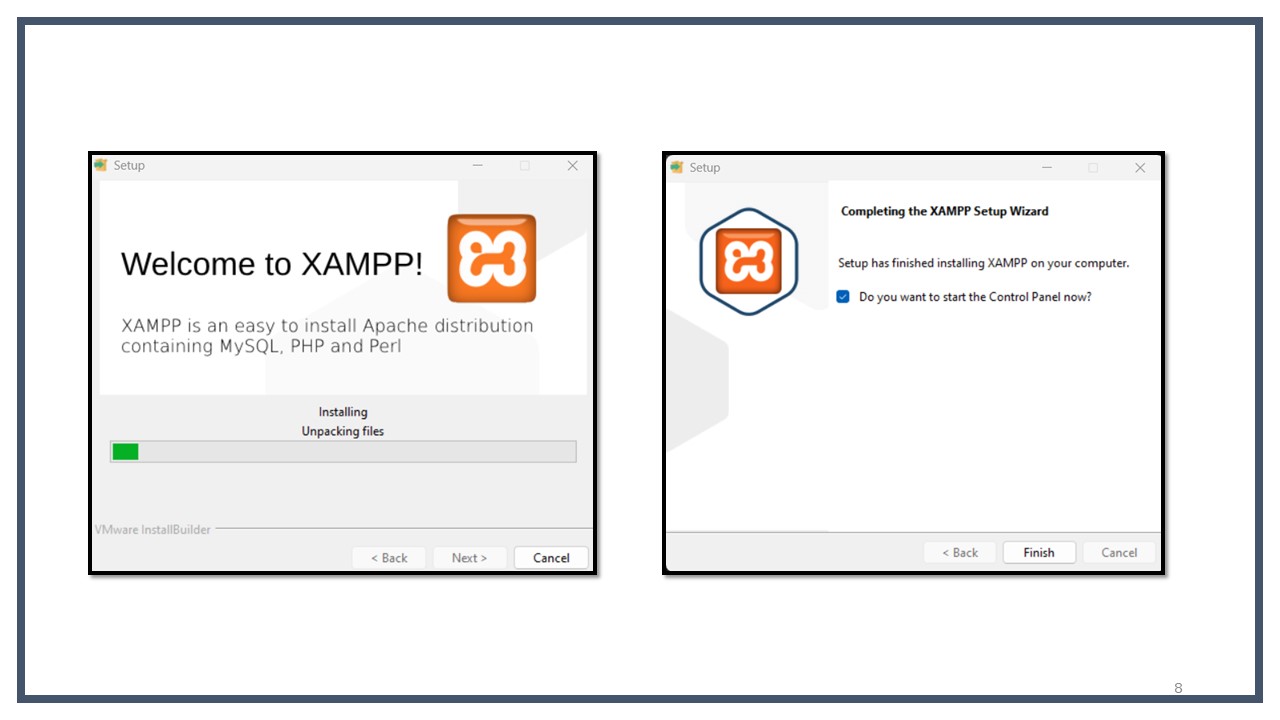 Setup
Welcome to XAMPP!
XAMPP is an easy to install Apache distribution
containing MySQL, PHP and Perl
Installing
Unpacking files
VMware InstallBuilder
< Back
Next >
Cancel
Setup
Completing the XAMPP Setup Wizard
Setup has finished installing XAMPP on your computer.
Do you want to start the Control Panel now?
< Back
Finish
Cancel
8